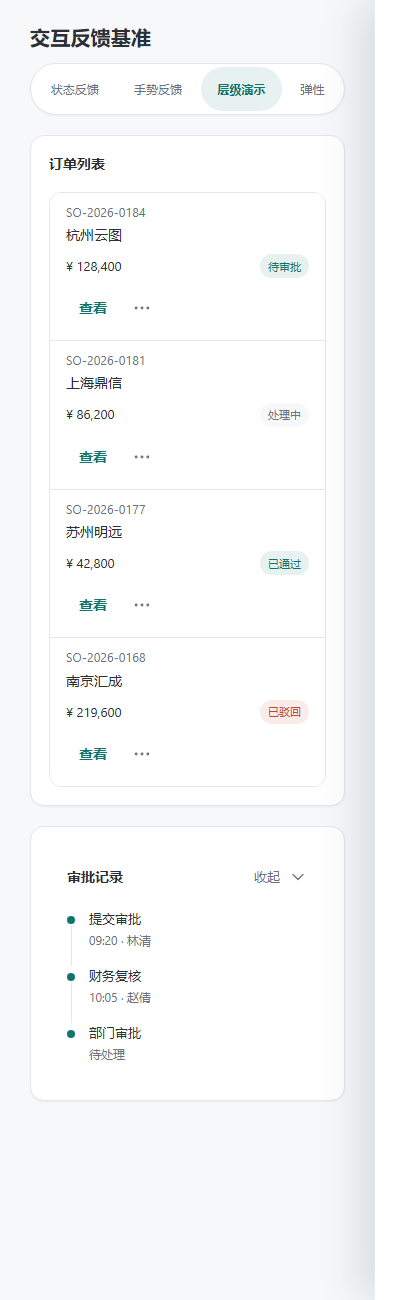 交互反馈基准
状态反馈 手势反馈 层级演示 弹性
订单列表
SO-2026-0184
杭州云图
¥ 128,400 待审批
查看 ···
SO-2026-0181
上海鼎信
¥ 86,200 处理中
查看 ···
SO-2026-0177
苏州明远
¥ 42,800 已通过
查看 ···
SO-2026-0168
南京汇成
¥ 219,600 已驳回
查看 ···
审批记录 收起
提交审批
09:20 · 林清
财务复核
10:05 · 赵倩
部门审批
待处理